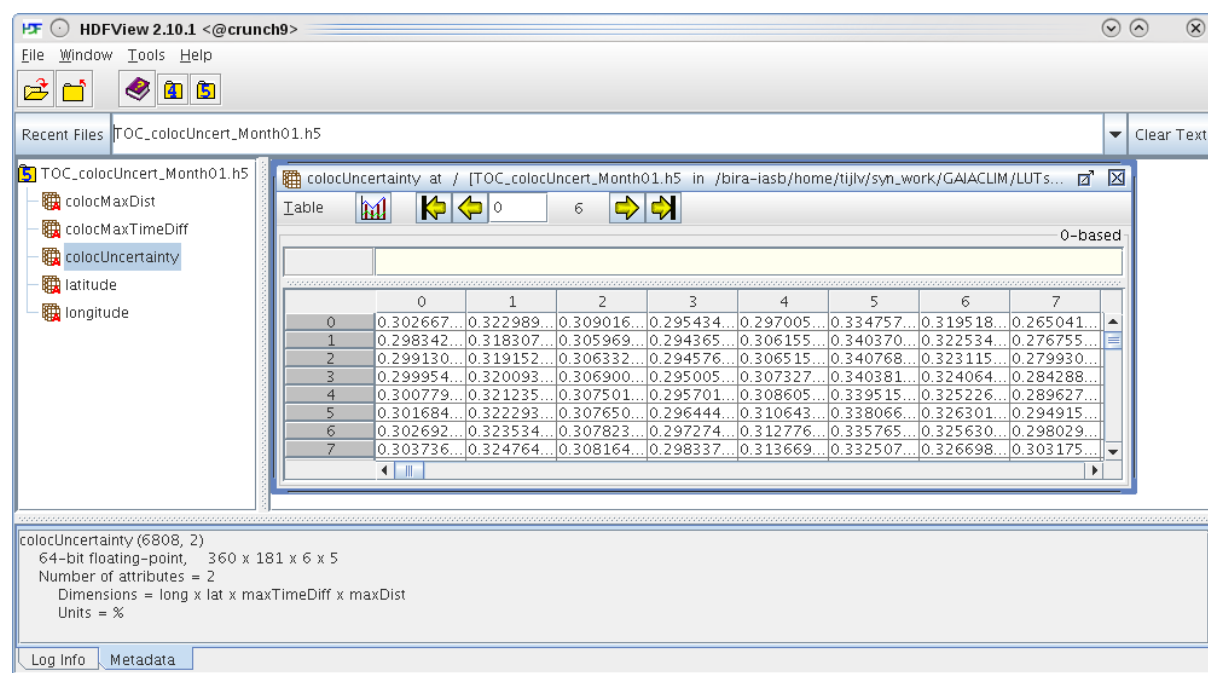 HDF HDFView 2.10.1 <@crunch9>
File Window Tools Help
4 5
Recent Files TOC_colocUncert_Month01.h5 Clear Text
5 TOC_colocUncert_Month01.h5
colocMaxDist
colocMaxTimeDiff
colocUncertainty
latitude
longitude
colocUncertainty at / [TOC_colocUncert_Month01.h5 in /bira-iasb/home/tijlv/syn_work/GAIACLIM/LUTs...
Table 0 6
0-based
0 1 2 3 4 5 6 7
0 0.302667... 0.322989... 0.309016... 0.295434... 0.297005... 0.334757... 0.319518... 0.265041...
1 0.298342... 0.318307... 0.305969... 0.294365... 0.306155... 0.340370... 0.322534... 0.276755...
2 0.299130... 0.319152... 0.306332... 0.294576... 0.306515... 0.340768... 0.323115... 0.279930...
3 0.299954... 0.320093... 0.306900... 0.295005... 0.307327... 0.340381... 0.324064... 0.284288...
4 0.300779... 0.321235... 0.307501... 0.295701... 0.308605... 0.339515... 0.325226... 0.289627...
5 0.301684... 0.322293... 0.307650... 0.296444... 0.310643... 0.338066... 0.326301... 0.294915...
6 0.302692... 0.323534... 0.307823... 0.297274... 0.312776... 0.335765... 0.325630... 0.298029...
7 0.303736... 0.324764... 0.308164... 0.298337... 0.313669... 0.332507... 0.326698... 0.303175...
colocUncertainty (6808, 2)
64-bit floating-point, 360 x 181 x 6 x 5
Number of attributes = 2
Dimensions = long x lat x maxTimeDiff x maxDist
Units = %
Log Info Metadata